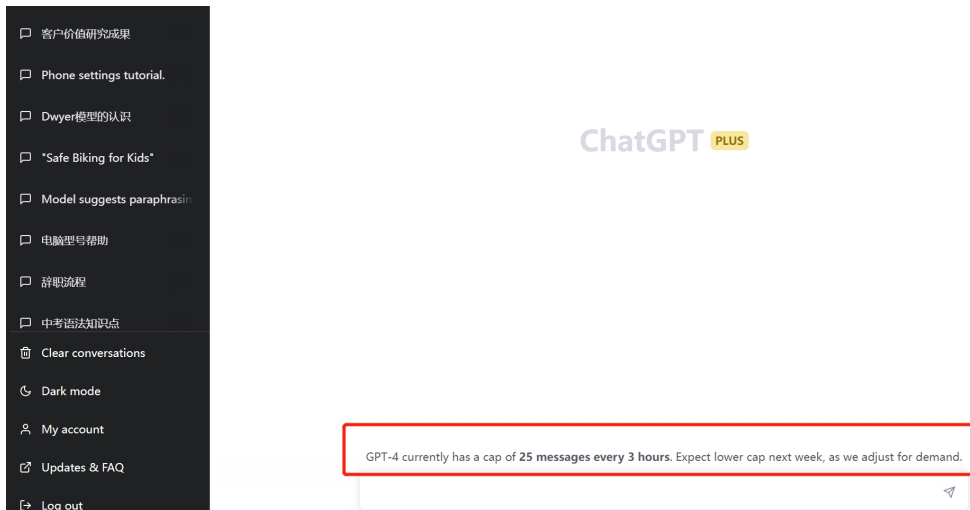 客户价值研究成果
Phone settings tutorial.
Dwyer模型的认识
"Safe Biking for Kids"
Model suggests paraphrasin
电脑型号帮助
辞职流程
中考语法知识点
Clear conversations
Dark mode
My account
Updates & FAQ
Log out
ChatGPT PLUS
GPT-4 currently has a cap of 25 messages every 3 hours. Expect lower cap next week, as we adjust for demand.